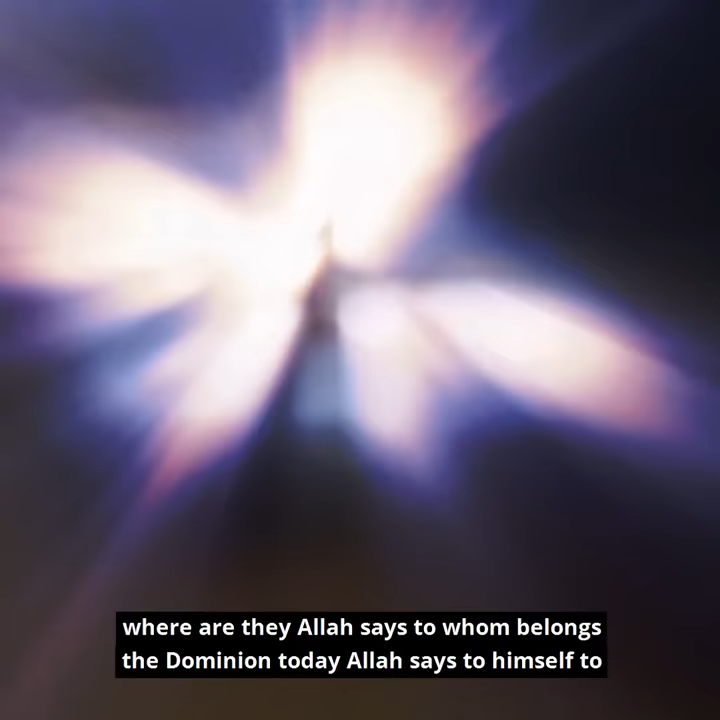 where are they Allah says to whom belongs
the Dominion today Allah says to himself to